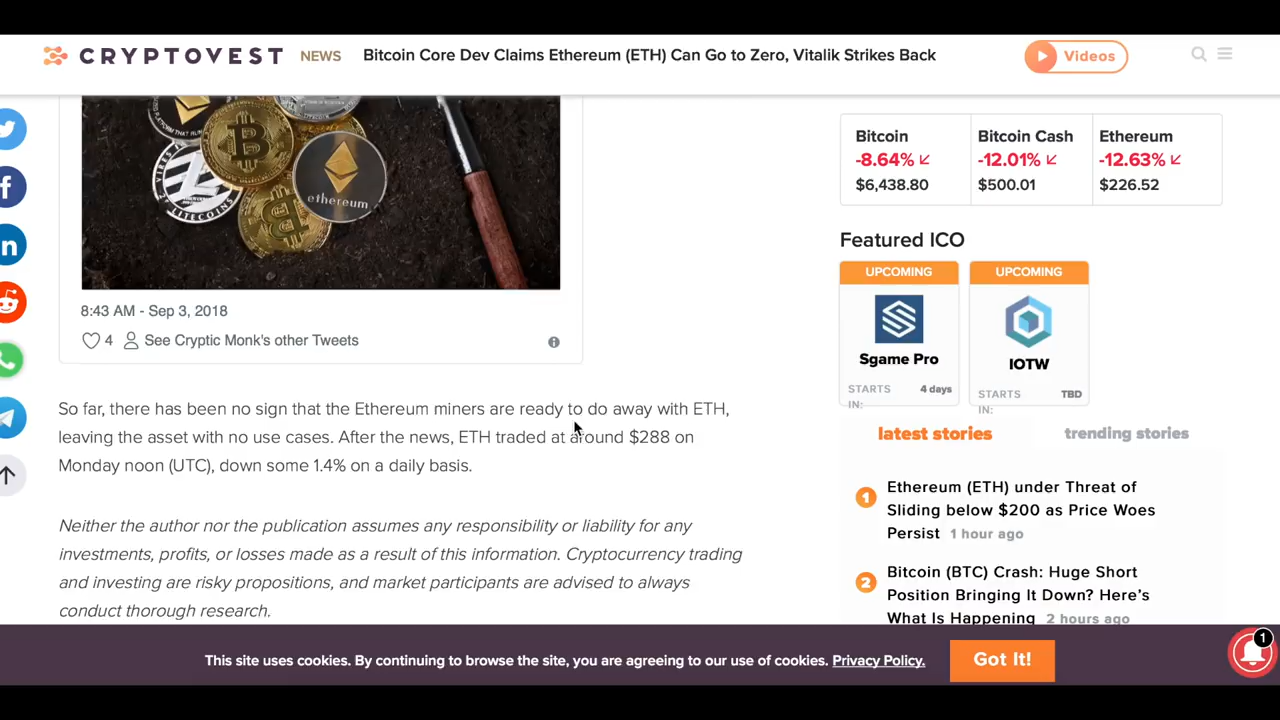 CRYPTOVEST
NEWS
Bitcoin Core Dev Claims Ethereum (ETH) Can Go to Zero, Vitalik Strikes Back
Videos
LITECOINS
ethereum
8:43 AM - Sep 3, 2018
4
See Cryptic Monk's other Tweets
So far, there has been no sign that the Ethereum miners are ready to do away with ETH,
leaving the asset with no use cases. After the news, ETH traded at around $288 on
Monday noon (UTC), down some 1.4% on a daily basis.
Neither the author nor the publication assumes any responsibility or liability for any
investments, profits, or losses made as a result of this information. Cryptocurrency trading
and investing are risky propositions, and market participants are advised to always
conduct thorough research.
Bitcoin
-8.64%
$6,438.80
Bitcoin Cash
-12.01%
$500.01
Ethereum
-12.63%
$226.52
Featured ICO
UPCOMING
Sgame Pro
STARTS
IN:
4 days
UPCOMING
IOTW
STARTS
IN:
TBD
latest stories
trending stories
1
Ethereum (ETH) under Threat of
Sliding below $200 as Price Woes
Persist 1 hour ago
2
Bitcoin (BTC) Crash: Huge Short
Position Bringing It Down? Here's
What Is Happening 2 hours ago
This site uses cookies. By continuing to browse the site, you are agreeing to our use of cookies. Privacy Policy.
Got It!
1